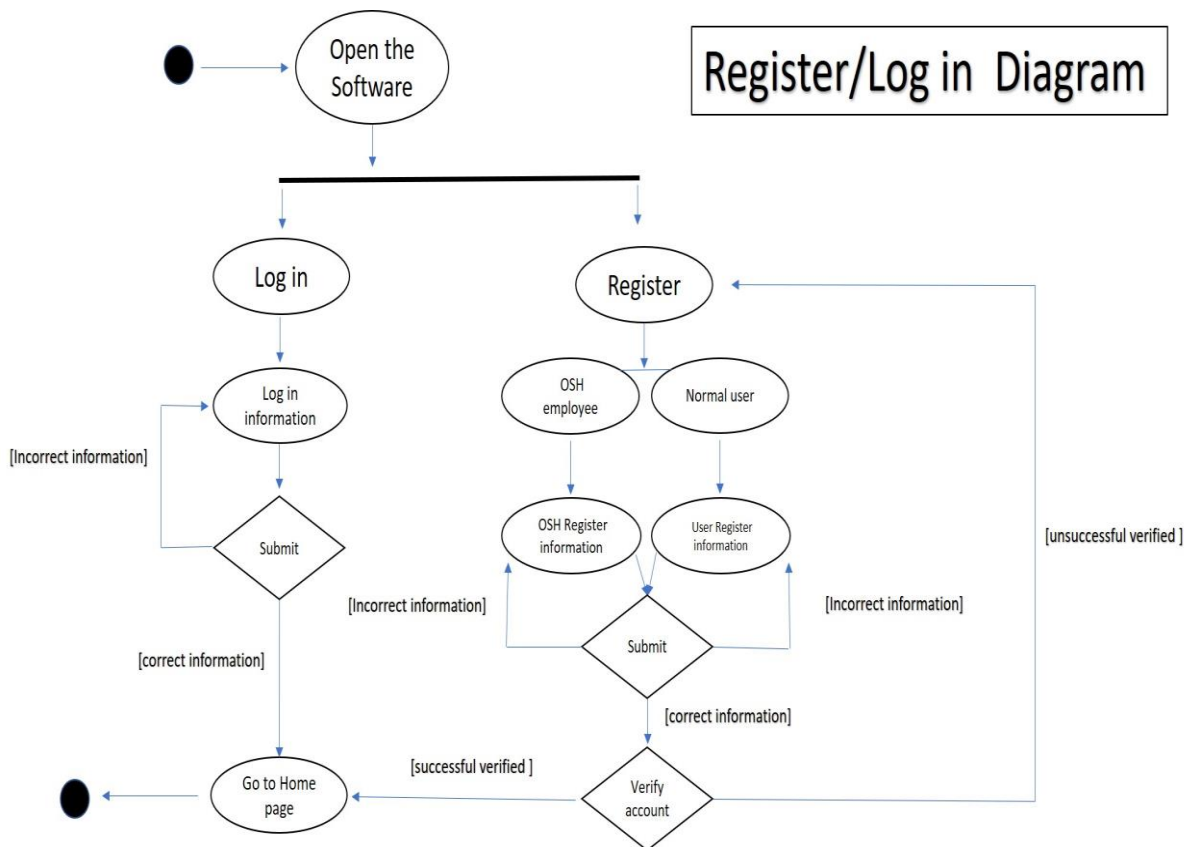 Open the
Software
Register/Log in Diagram
Log in
Register
Log in
information
OSH
employee
Normal user
[Incorrect information]
OSH Register
information
User Register
information
[unsuccessful verified ]
Submit
[Incorrect information]
[Incorrect information]
Submit
[correct information]
[correct information]
[successful verified ]
Go to Home
page
Verify
account